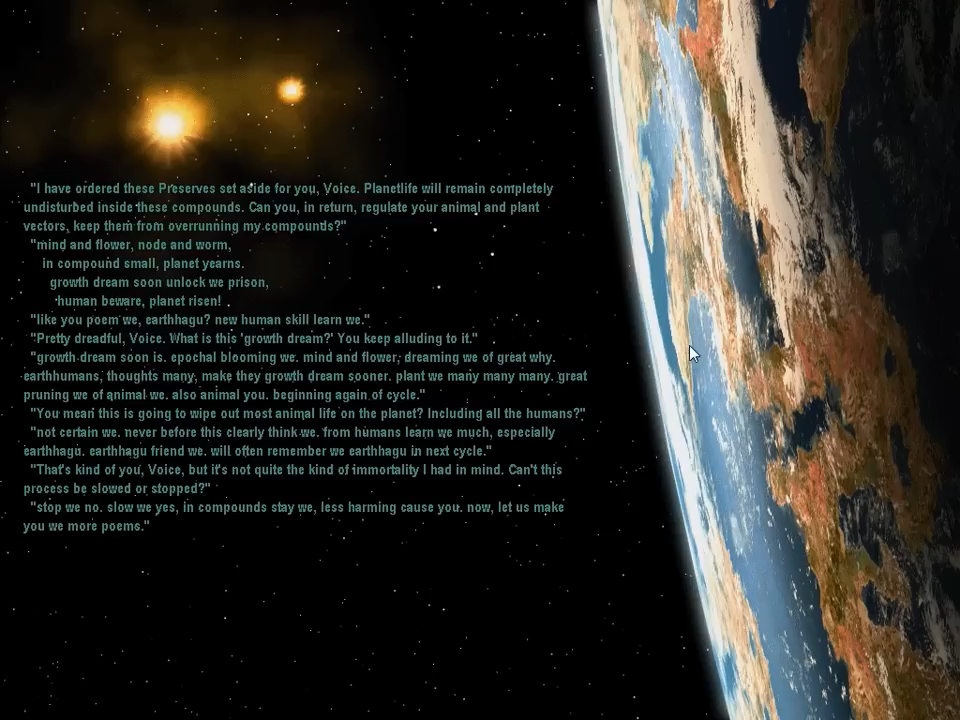 "I have ordered these Preserves set aside for you, Voice. Planetlife will remain completely
undisturbed inside these compounds. Can you, in return, regulate your animal and plant
vectors, keep them from overrunning my compounds?"
"mind and flower, node and worm,
in compound small, planet yearns.
growth dream soon unlock we prison,
human beware, planet risen!
"like you poem we, earthhagu? new human skill learn we."
"Pretty dreadful, Voice. What is this 'growth dream?' You keep alluding to it."
"growth-dream soon is. epochal blooming we. mind and flower, dreaming we of great why.
earthhumans, thoughts many, make they growth dream sooner. plant we many many many. great
pruning we of animal we. also animal you. beginning again of cycle."
"You mean this is going to wipe out most animal life on the planet? Including all the humans?"
"not certain we. never before this clearly think we. from humans learn we much, especially
earthhagu. earthhagu friend we. will often remember we earthhagu in next cycle."
"That's kind of you, Voice, but it's not quite the kind of immortality I had in mind. Can't this
process be slowed or stopped?"
"stop we no. slow we yes, in compounds stay we, less harming cause you. now, let us make
you we more poems."